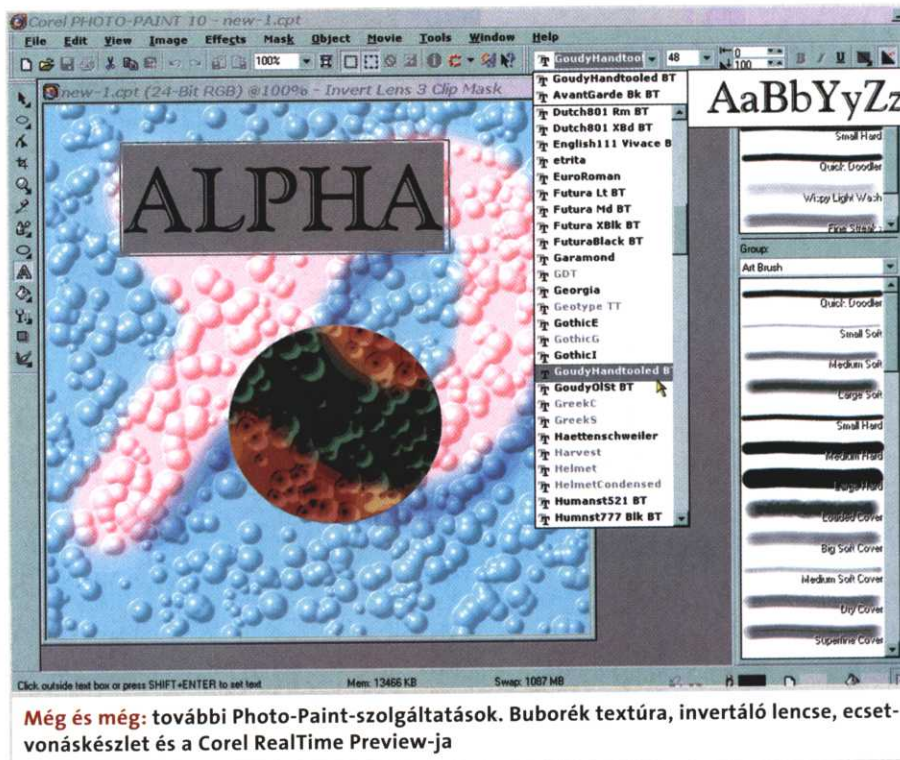 Corel PHOTO-PAINT 10 - new-1.cpt
File Edit View Image Effects Mask Object Movie Tools Window Help
100% GoudyHandtool 48 0 100 B I U
new-1.cpt (24-Bit RGB) @100% - Insert Lens 3 Clip Mask
ALPHA
GoudyHandtooled BT
AvantGarde Bk BT
Dutch801 Rm BT
Dutch801 XBd BT
English111 Vivace B
etrita
EuroRoman
Futura Lt BT
Futura Md BT
Futura XBlk BT
FuturaBlack BT
Garamond
GDT
Georgia
Geotype TT
GothicE
GothicG
GothicI
GoudyHandtooled BT
GoudyOlSt BT
GreekC
GreekS
Haettenschweiler
Harvest
Helmet
HelmetCondensed
Humanst521 BT
Humnst777 Blk BT
AaBbYyZz
Small Hard
Quick Doodler
Wispy Light Wash
Fine Streaks
Group:
Art Brush
Quick Doodler
Small Soft
Medium Soft
Large Soft
Small Hard
Medium Hard
Large Hard
Loaded Cover
Big Soft Cover
Medium Soft Cover
Dry Cover
Superfine Cover
Click outside text box or press SHIFT+ENTER to set text Mem: 13466 KB Swap: 1087 MB
Még és még: további Photo-Paint-szolgáltatások. Buborék textúra, invertáló lencse, ecset-
vonáskészlet és a Corel RealTime Preview-ja